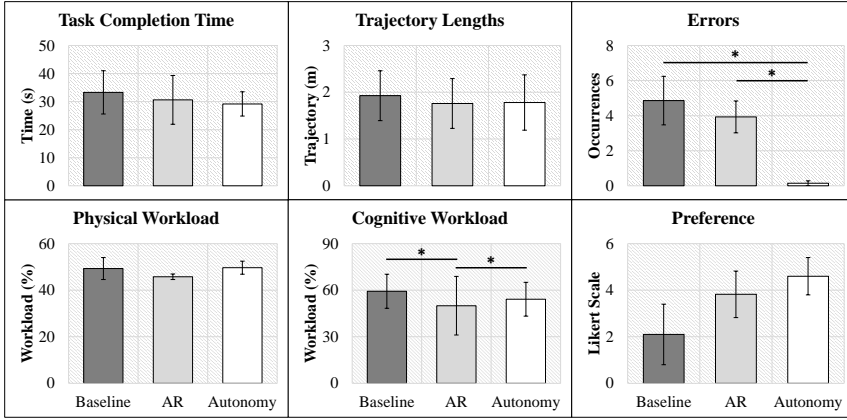 Task Completion Time
Time (s)
50
40
30
20
10
0
Trajectory Lengths
Trajectory (m)
3
2
1
0
Errors
Occurrences
8
6
4
2
0
*
*
Physical Workload
Workload (%)
60
40
20
0
Baseline AR Autonomy
Cognitive Workload
Workload (%)
90
60
30
0
*
*
Baseline AR Autonomy
Preference
Likert Scale
6
4
2
0
Baseline AR Autonomy